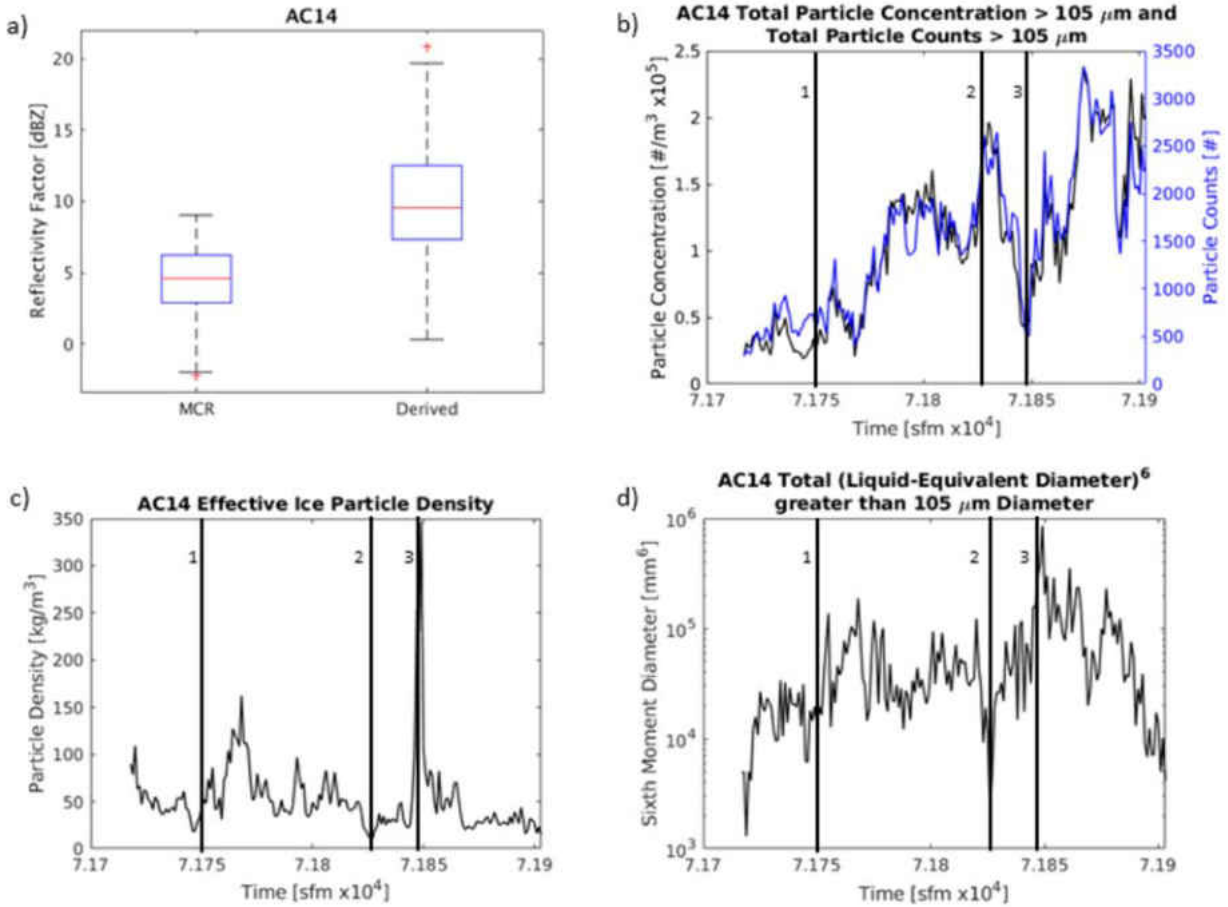 a)
AC14
Reflectivity Factor [dBZ]
20
15
10
5
0
MCR
Derived
b)
AC14 Total Particle Concentration > 105 μm and
Total Particle Counts > 105 μm
Particle Concentration [#/m³ x10⁵]
2.5
2
1.5
1
0.5
0
1
2
3
3500
3000
2500
2000
1500
1000
500
0
Particle Counts [#]
7.17
7.175
7.18
7.185
7.19
Time [sfm x10⁴]
c)
AC14 Effective Ice Particle Density
Particle Density [kg/m³]
350
300
250
200
150
100
50
0
1
2
3
7.17
7.175
7.18
7.185
7.19
Time [sfm x10⁴]
d)
AC14 Total (Liquid-Equivalent Diameter)⁶
greater than 105 μm Diameter
Sixth Moment Diameter [mm⁶]
10⁶
10⁵
10⁴
10³
1
2
3
7.17
7.175
7.18
7.185
7.19
Time [sfm x10⁴]